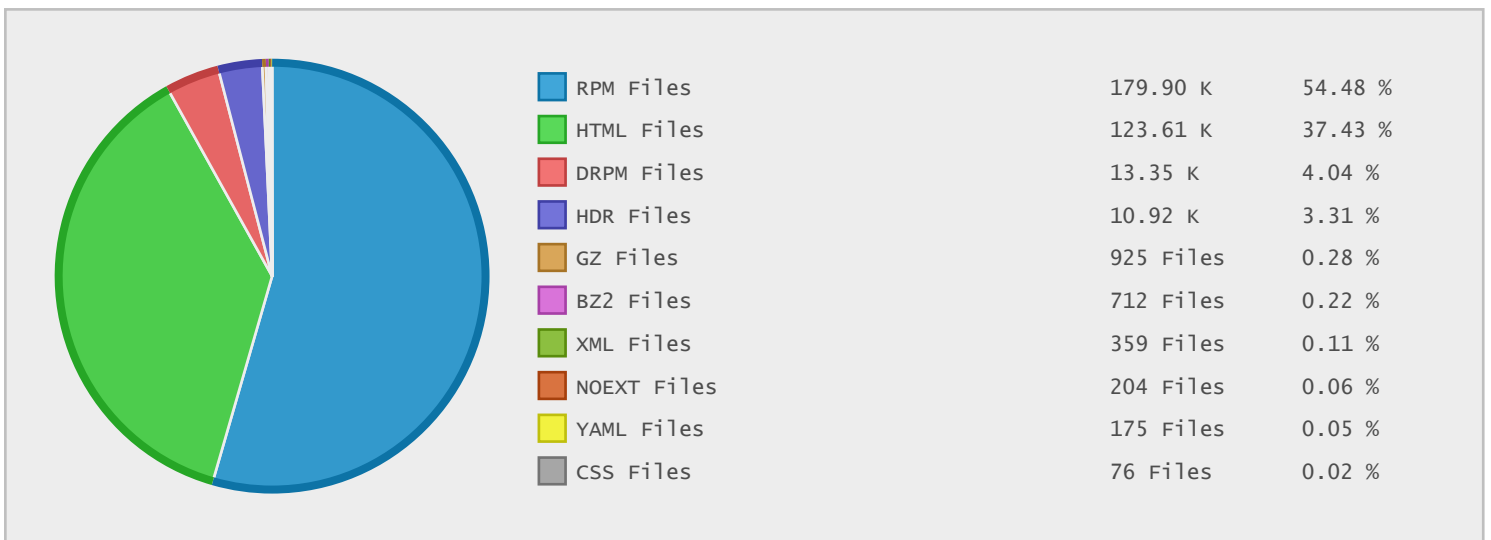 RPM Files 179.90 K 54.48 %
HTML Files 123.61 K 37.43 %
DRPM Files 13.35 K 4.04 %
HDR Files 10.92 K 3.31 %
GZ Files 925 Files 0.28 %
BZ2 Files 712 Files 0.22 %
XML Files 359 Files 0.11 %
NOEXT Files 204 Files 0.06 %
YAML Files 175 Files 0.05 %
CSS Files 76 Files 0.02 %